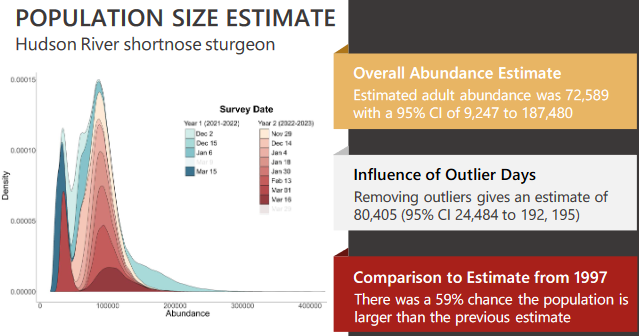 POPULATION SIZE ESTIMATE
Hudson River shortnose sturgeon
Overall Abundance Estimate
Estimated adult abundance was 72,589
with a 95% CI of 9,247 to 187,480
Influence of Outlier Days
Removing outliers gives an estimate of
80,405 (95% CI 24,484 to 192, 195)
Comparison to Estimate from 1997
There was a 59% chance the population is
larger than the previous estimate
Survey Date
Year 1 (2021-2022)
Dec 2
Dec 15
Jan 6
Mar 15
Year 2 (2022-2023)
Nov 29
Dec 14
Jan 4
Jan 18
Jan 30
Feb 13
Mar 01
Mar 16
Density
0.00015
0.00010
0.00005
0.00000
0
100000
200000
300000
400000
Abundance